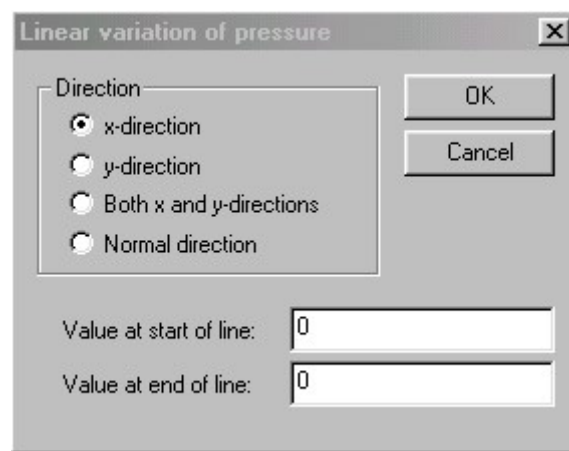 Linear variation of pressure
Direction
x-direction
y-direction
Both x and y-directions
Normal direction
OK
Cancel
Value at start of line: 0
Value at end of line: 0